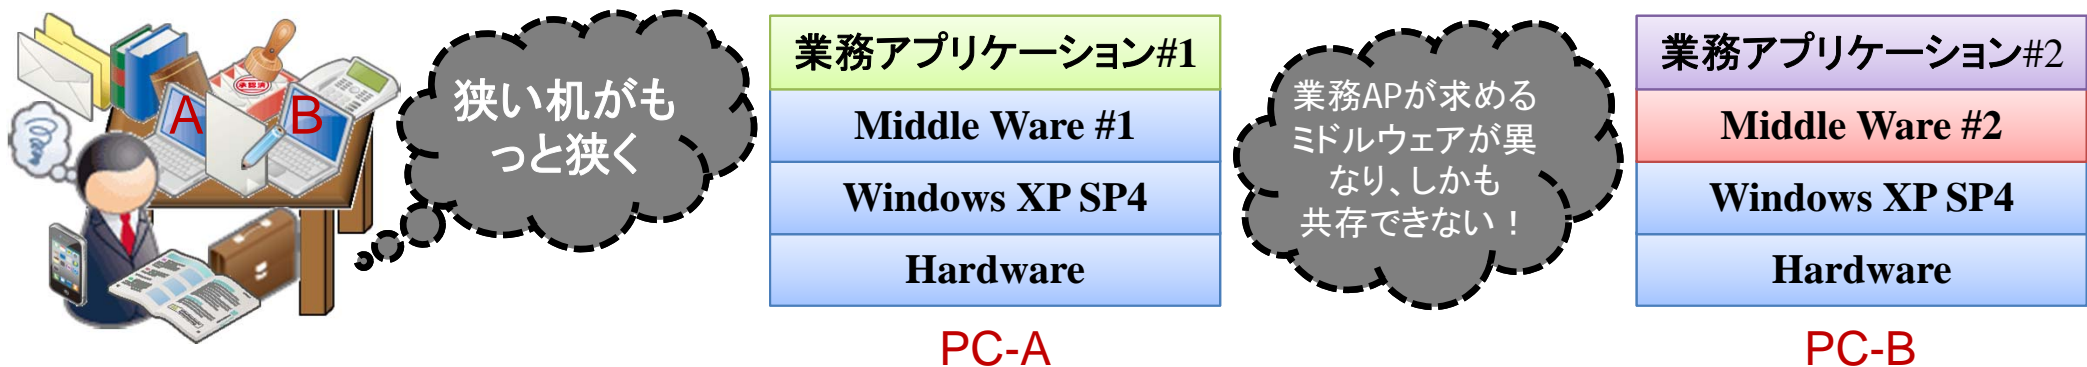 A
B
承認済
狭い机がも
っと狭く
業務アプリケーション#1
Middle Ware #1
Windows XP SP4
Hardware
PC-A
業務APが求める
ミドルウェアが異
なり、しかも
共存できない！
業務アプリケーション#2
Middle Ware #2
Windows XP SP4
Hardware
PC-B